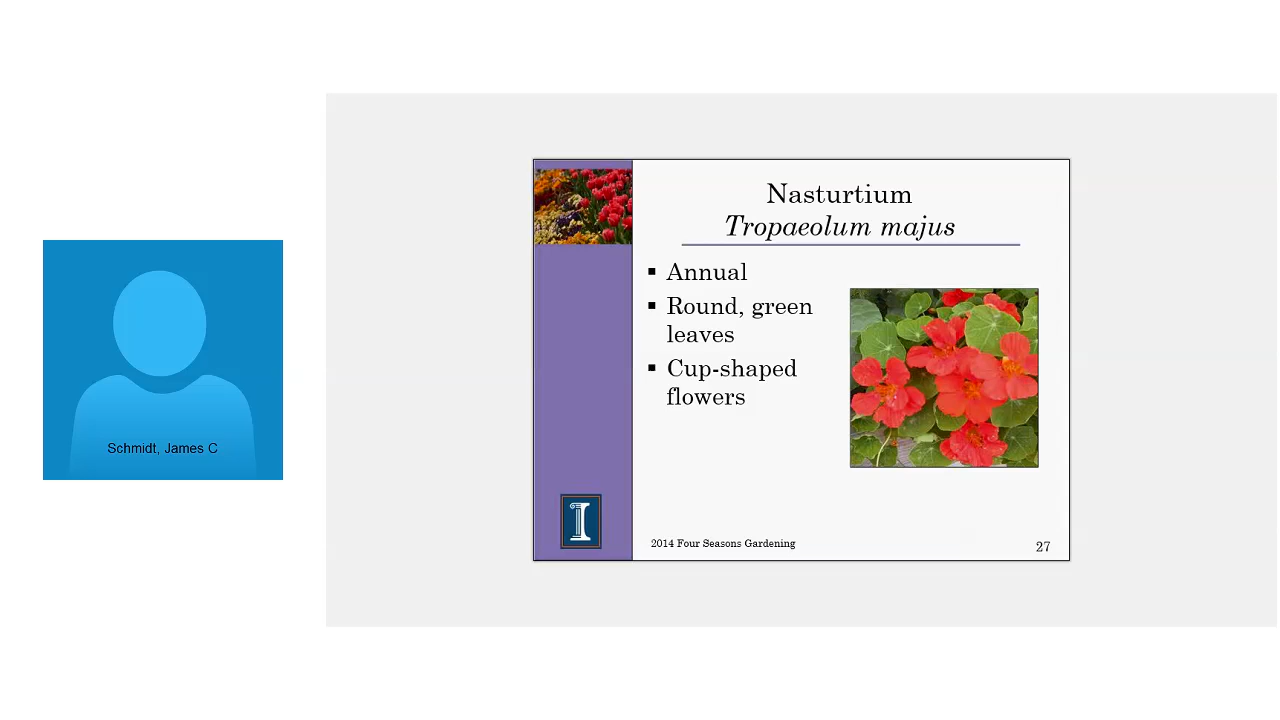 Schmidt, James C
Nasturtium
Tropaeolum majus
▪ Annual
▪ Round, green
leaves
▪ Cup-shaped
flowers
I
2014 Four Seasons Gardening
27